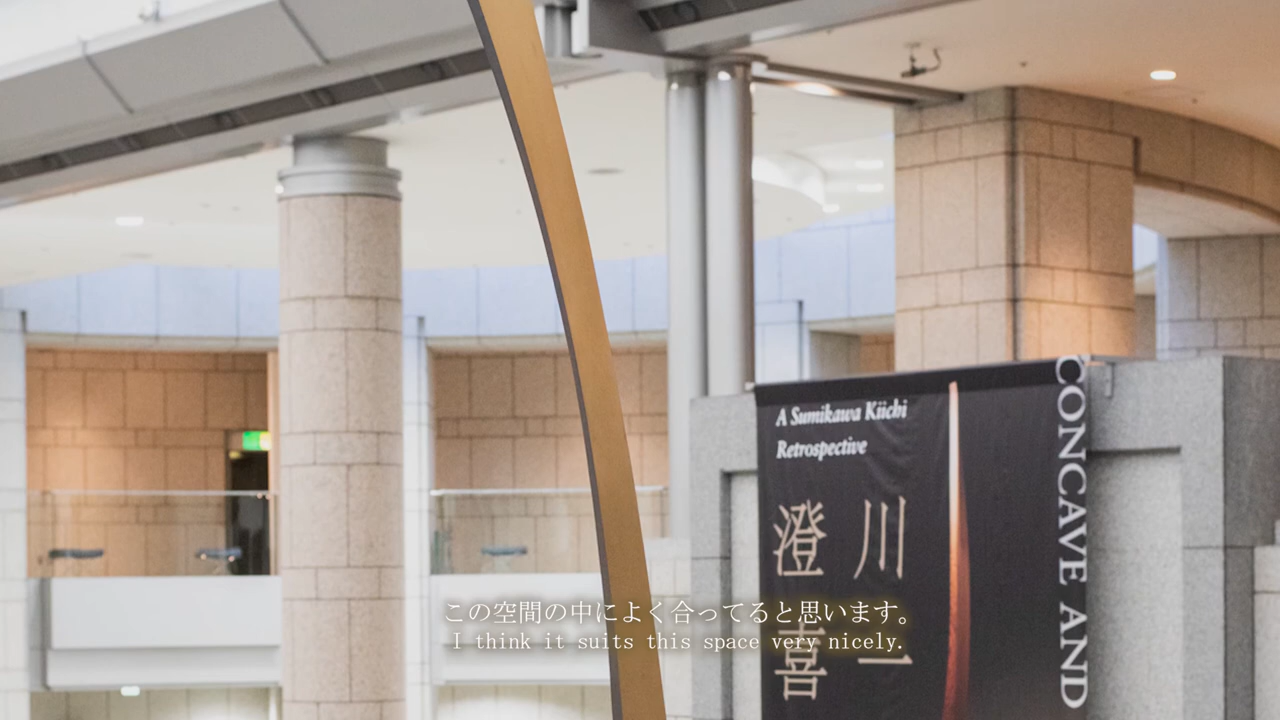 A Sumikawa Kiichi
Retrospective
澄川
喜一
CONCAVE AND
この空間の中によく合ってると思います。
I think it suits this space very nicely.